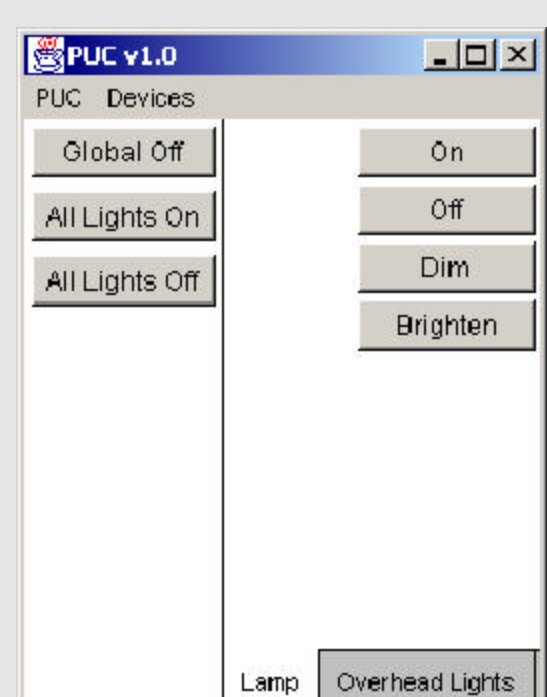 PUC v1.0
PUC Devices
Global Off
All Lights On
All Lights Off
On
Off
Dim
Brighten
Lamp Overhead Lights